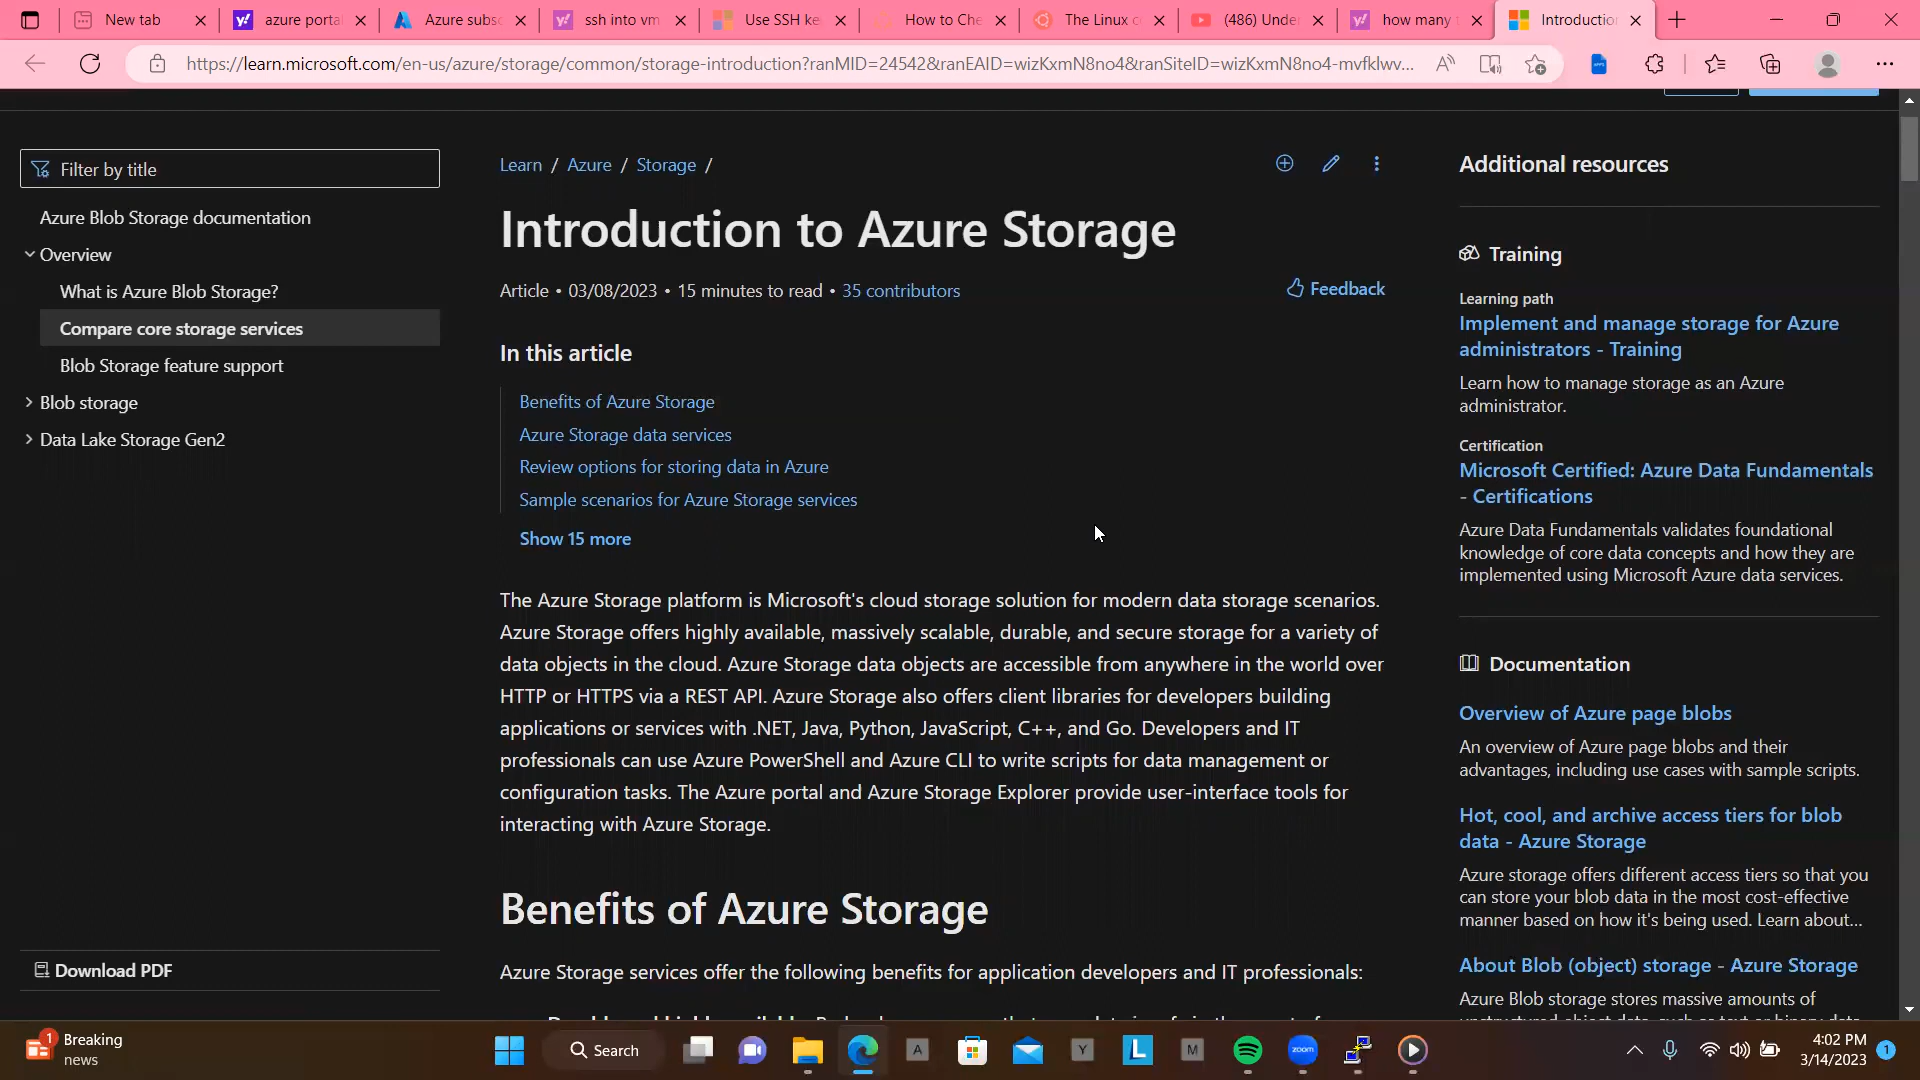 New tab
azure portal
Azure subsc
ssh into vm
Use SSH ke
How to Che
The Linux c
(486) Unde
how many
Introductio
https://learn.microsoft.com/en-us/azure/storage/common/storage-introduction?ranMID=24542&ranEAID=wizKxmN8no4&ranSiteID=wizKxmN8no4-mvfklwv...
Filter by title
Azure Blob Storage documentation
Overview
What is Azure Blob Storage?
Compare core storage services
Blob Storage feature support
Blob storage
Data Lake Storage Gen2
Download PDF
Learn / Azure / Storage /
Introduction to Azure Storage
Article • 03/08/2023 • 15 minutes to read • 35 contributors
Feedback
In this article
Benefits of Azure Storage
Azure Storage data services
Review options for storing data in Azure
Sample scenarios for Azure Storage services
Show 15 more
The Azure Storage platform is Microsoft's cloud storage solution for modern data storage scenarios.
Azure Storage offers highly available, massively scalable, durable, and secure storage for a variety of
data objects in the cloud. Azure Storage data objects are accessible from anywhere in the world over
HTTP or HTTPS via a REST API. Azure Storage also offers client libraries for developers building
applications or services with .NET, Java, Python, JavaScript, C++, and Go. Developers and IT
professionals can use Azure PowerShell and Azure CLI to write scripts for data management or
configuration tasks. The Azure portal and Azure Storage Explorer provide user-interface tools for
interacting with Azure Storage.
Benefits of Azure Storage
Azure Storage services offer the following benefits for application developers and IT professionals:
Additional resources
Training
Learning path
Implement and manage storage for Azure
administrators - Training
Learn how to manage storage as an Azure
administrator.
Certification
Microsoft Certified: Azure Data Fundamentals
- Certifications
Azure Data Fundamentals validates foundational
knowledge of core data concepts and how they are
implemented using Microsoft Azure data services.
Documentation
Overview of Azure page blobs
An overview of Azure page blobs and their
advantages, including use cases with sample scripts.
Hot, cool, and archive access tiers for blob
data - Azure Storage
Azure storage offers different access tiers so that you
can store your blob data in the most cost-effective
manner based on how it's being used. Learn about...
About Blob (object) storage - Azure Storage
Azure Blob storage stores massive amounts of
1
Breaking
news
Search
A
Y
L
M
zoom
4:02 PM
3/14/2023
1